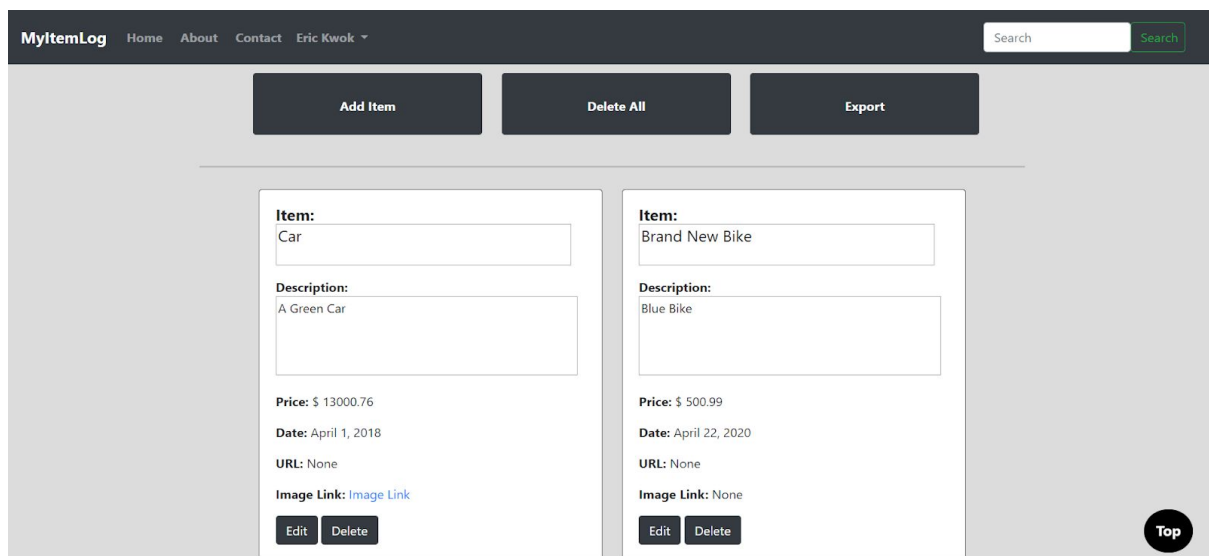 MyItemLog Home About Contact Eric Kwok Search Search
Add Item Delete All Export
Item:
Car
Description:
A Green Car
Price: $ 13000.76
Date: April 1, 2018
URL: None
Image Link: Image Link
Edit Delete
Item:
Brand New Bike
Description:
Blue Bike
Price: $ 500.99
Date: April 22, 2020
URL: None
Image Link: None
Edit Delete
Top